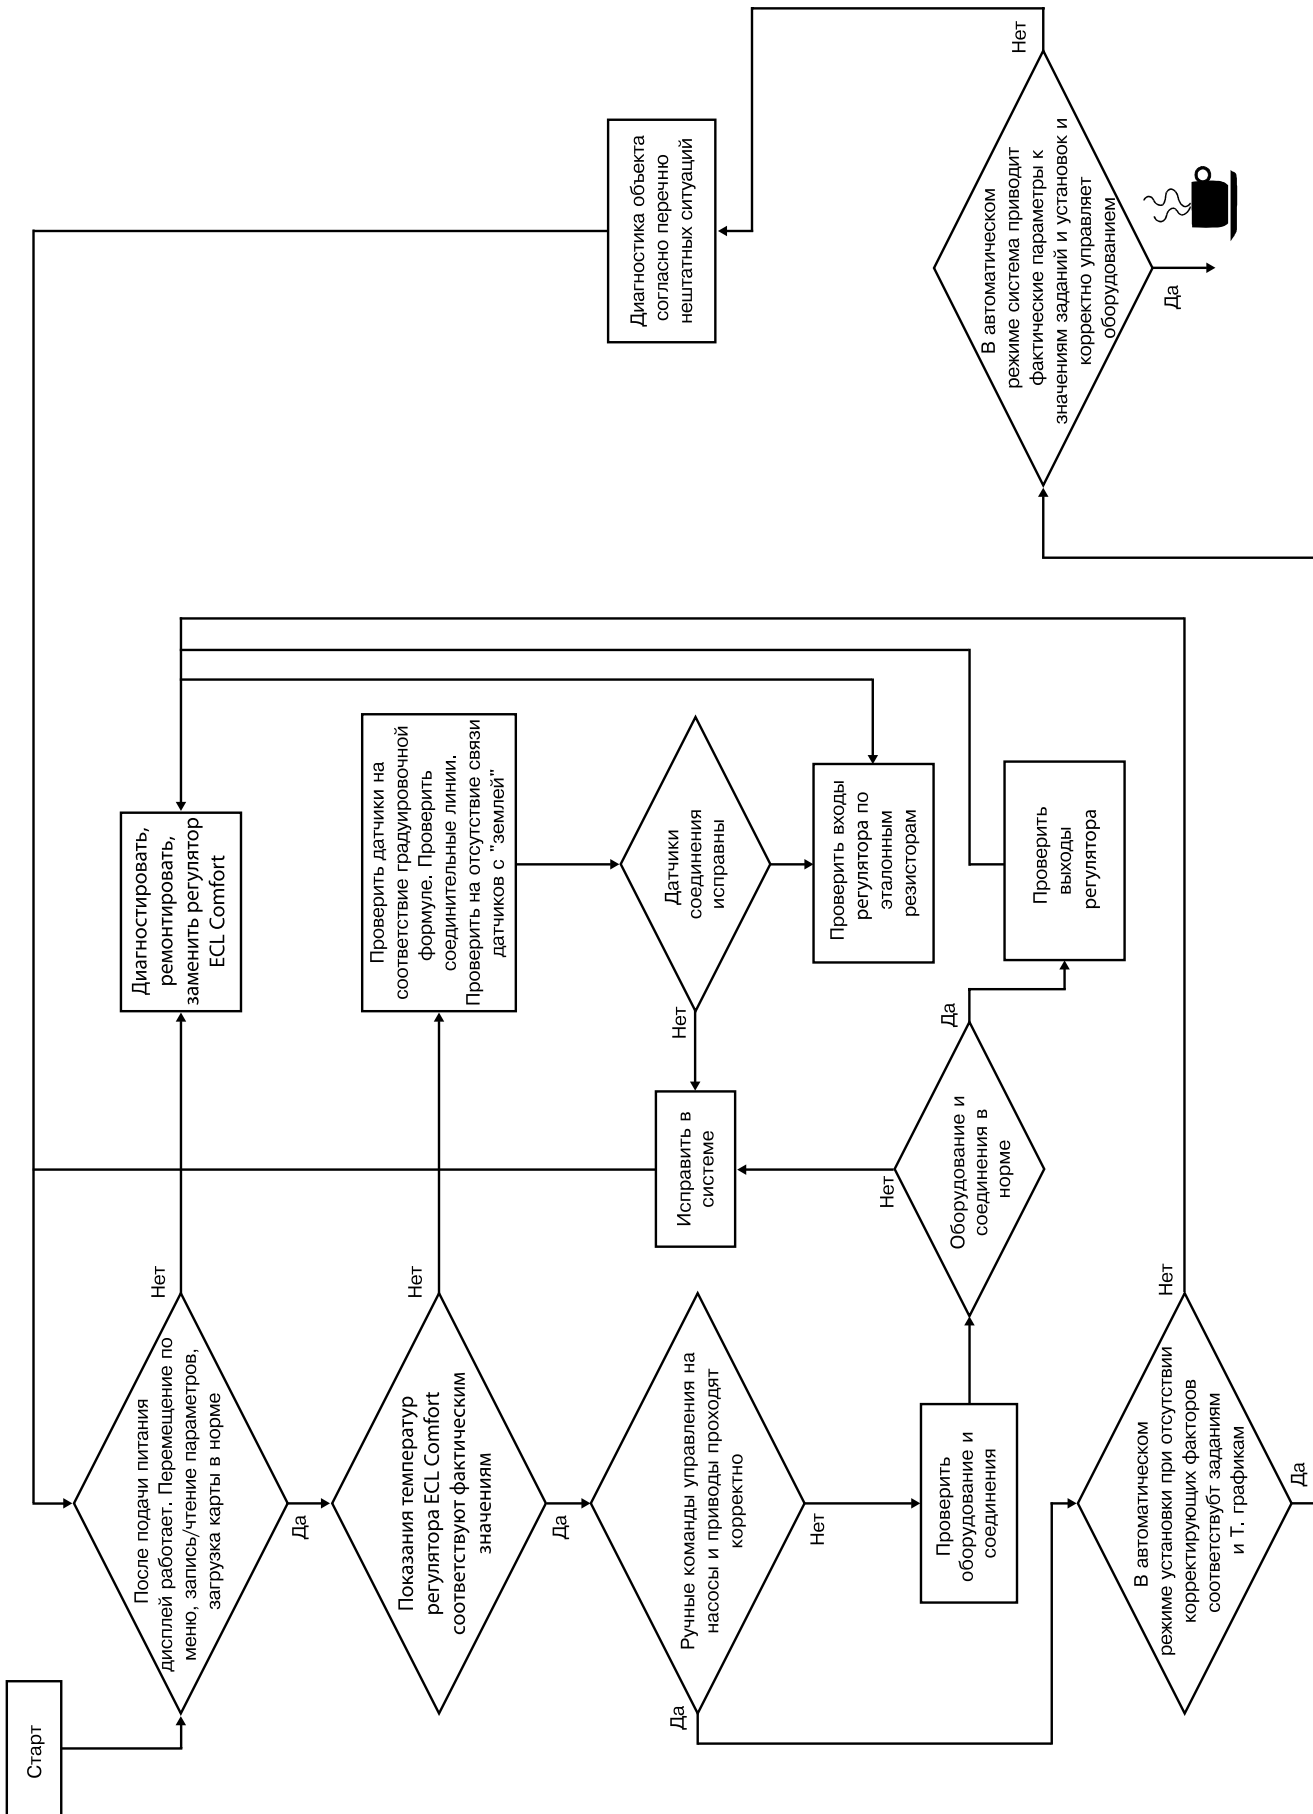 Старт
После подачи питания
дисплей работает. Перемещение по
меню, запись/чтение параметров,
загрузка карты в норме
Нет
Да
Диагностировать,
ремонтировать,
заменить регулятор
ECL Comfort
Показания температур
регулятора ECL Comfort
соответствуют фактическим
значениям
Нет
Да
Проверить датчики на
соответствие градуировочной
формуле. Проверить
соединительные линии.
Проверить на отсутствие связи
датчиков с "землей"
Ручные команды управления на
насосы и приводы проходят
корректно
Да
Нет
Исправить в
системе
Нет
Датчики
соединения
исправны
Диагностика объекта
согласно перечню
нештатных ситуаций
Проверить входы
регулятора по
эталонным
резисторам
Проверить
оборудование и
соединения
Оборудование и
соединения в
норме
Нет
Да
Проверить
выходы
регулятора
В автоматическом
режиме установки при отсутствии
корректирующих факторов
соответствубт заданиям
и Т. графикам
Нет
Да
В автоматическом
режиме система приводит
фактические параметры к
значениям заданий и установок и
корректно управляет
оборудованием
Нет
Да